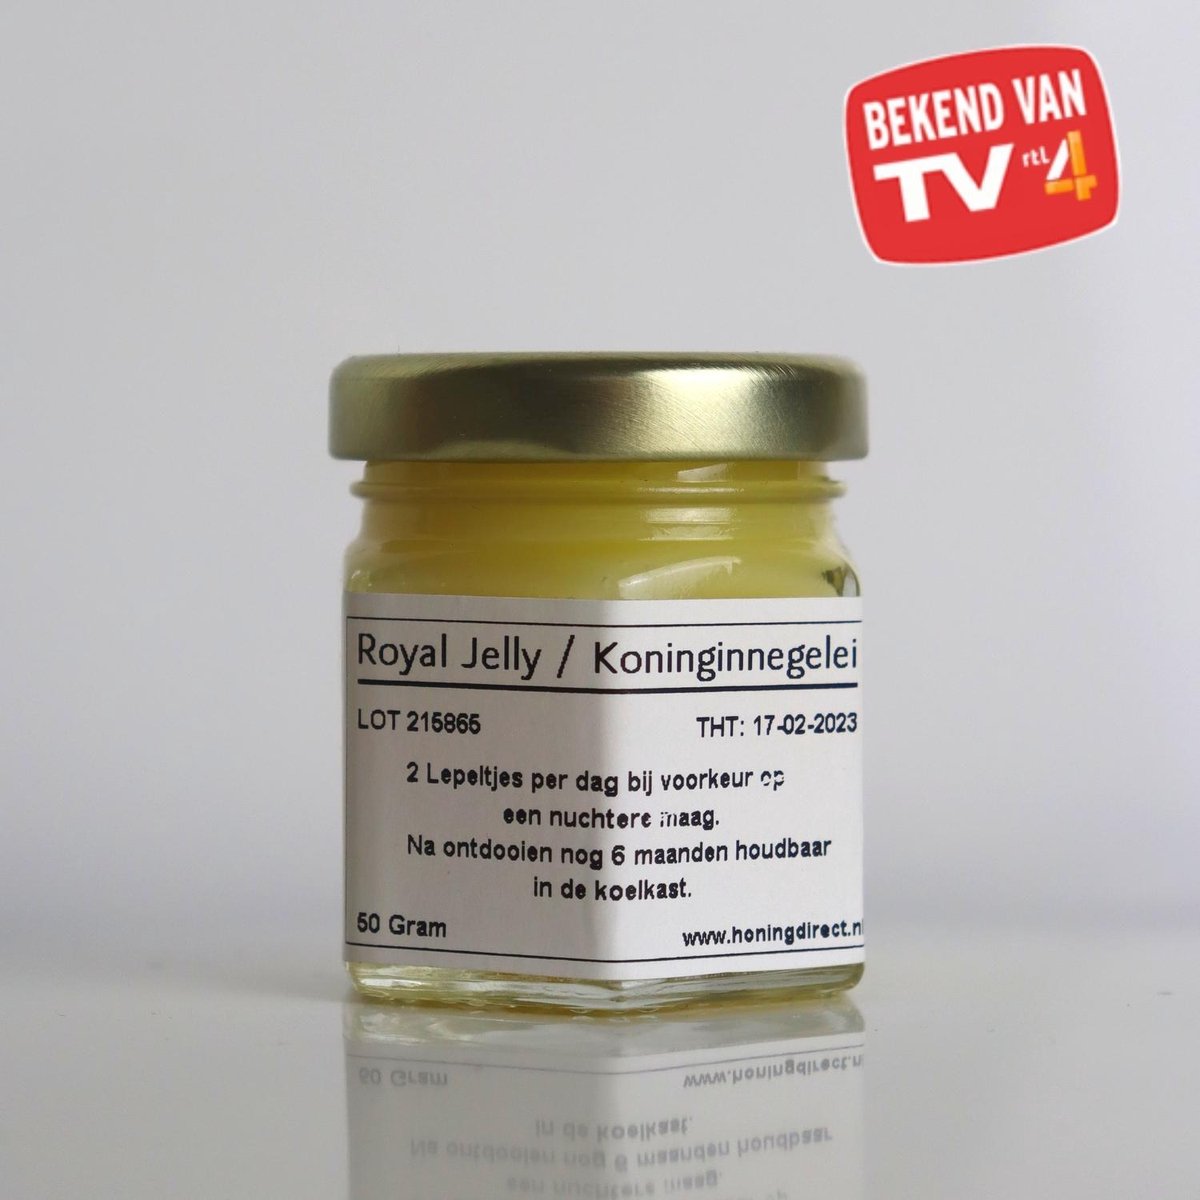 BEKEND VAN
TV rtl 4
Royal Jelly / Koninginnegelei
LOT 215865 THT: 17-02-2023
2 Lepeltjes per dag bij voorkeur op
een nuchtere maag.
Na ontdooien nog 6 maanden houdbaar
in de koelkast.
50 Gram www.honingdirect.nl